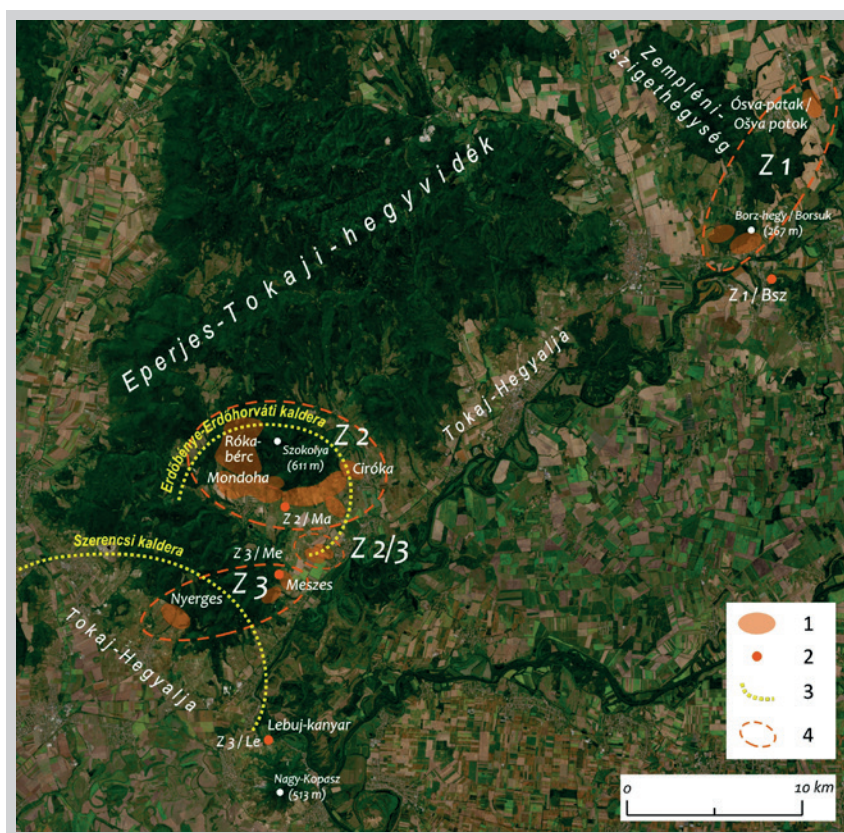 Zempléni-
szigethegység
Ósva-patak /
Ošva potok
Z 1
Borz-hegy / Borsuk
(267 m)
Z 1 / Bsz
Eperjes-Tokaji-hegyvidék
Tokaj-Hegyalja
Erdőbénye-Erdőhorváti kaldera
Z 2
Róka-
bérc
Szokolya
(611 m)
Mondoha
Ciróka
Z 2 / Ma
Z 2/3
Szerencsi kaldera
Z 3 / Me
Z 3
Meszes
Nyerges
Tokaj-Hegyalja
Lebuj-kanyar
Z 3 / Le
Nagy-Kopasz
(513 m)
1
2
3
4
0 10 km